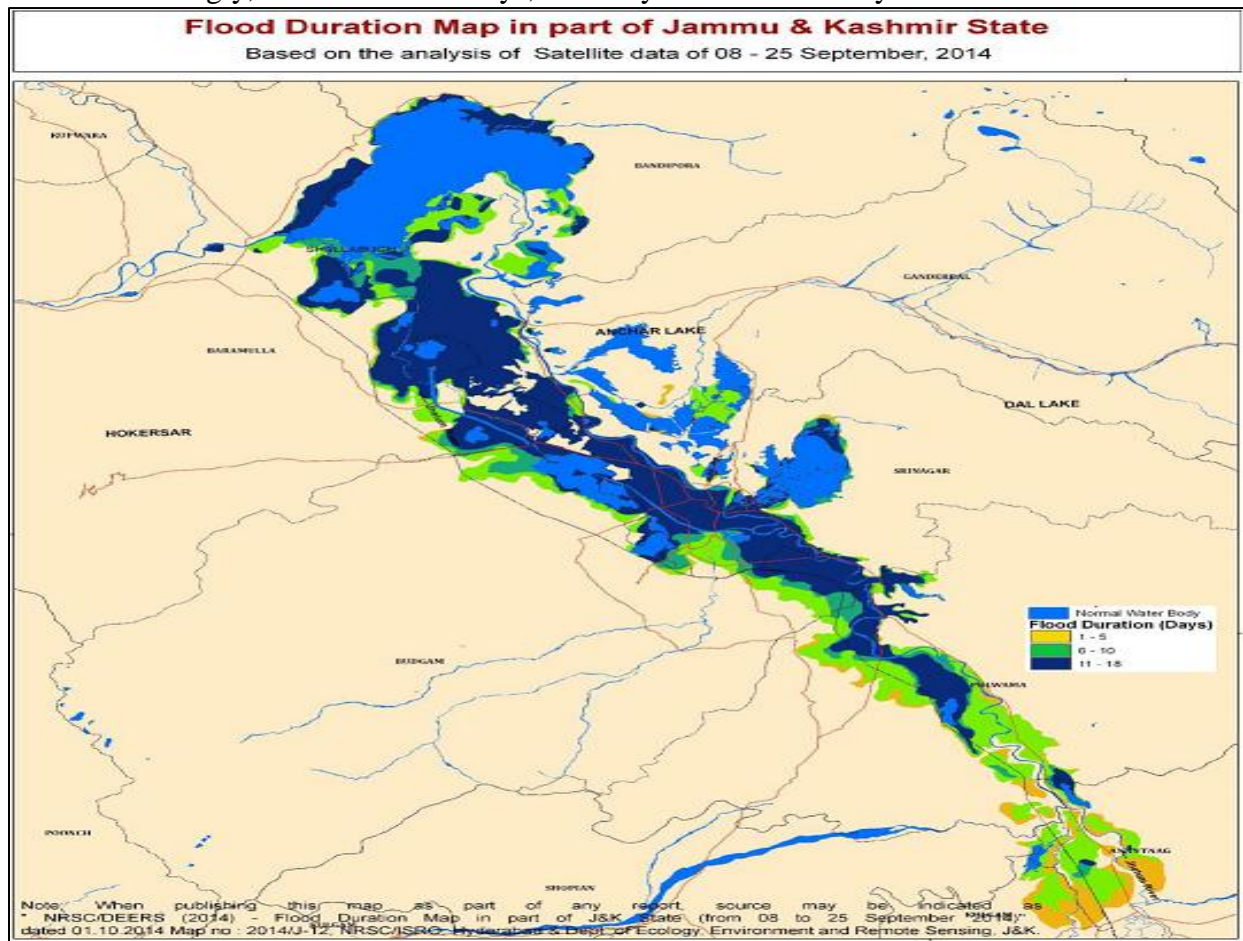 Flood Duration Map in part of Jammu & Kashmir State
Based on the analysis of Satellite data of 08 - 25 September, 2014
KUPWARA
BANDIPORA
GANDERBAL
ANCHAR LAKE
BARAMULLA
DAL LAKE
HOKERSAR
SRINAGAR
Normal Water Body
Flood Duration (Days)
1 - 5
6 - 10
11 - 18
BUDGAM
PULWAMA
POONCH
ANANTNAG
SHOPIAN
Note: When publishing this map as part of any report, source may be indicated as
" NRSC/DEERS (2014) - Flood Duration Map in part of J&K State (from 08 to 25 September 2014)"
dated 01.10.2014 Map no : 2014/J-12, NRSC/ISRO, Hyderabad & Dept. of Ecology, Environment and Remote Sensing, J&K.